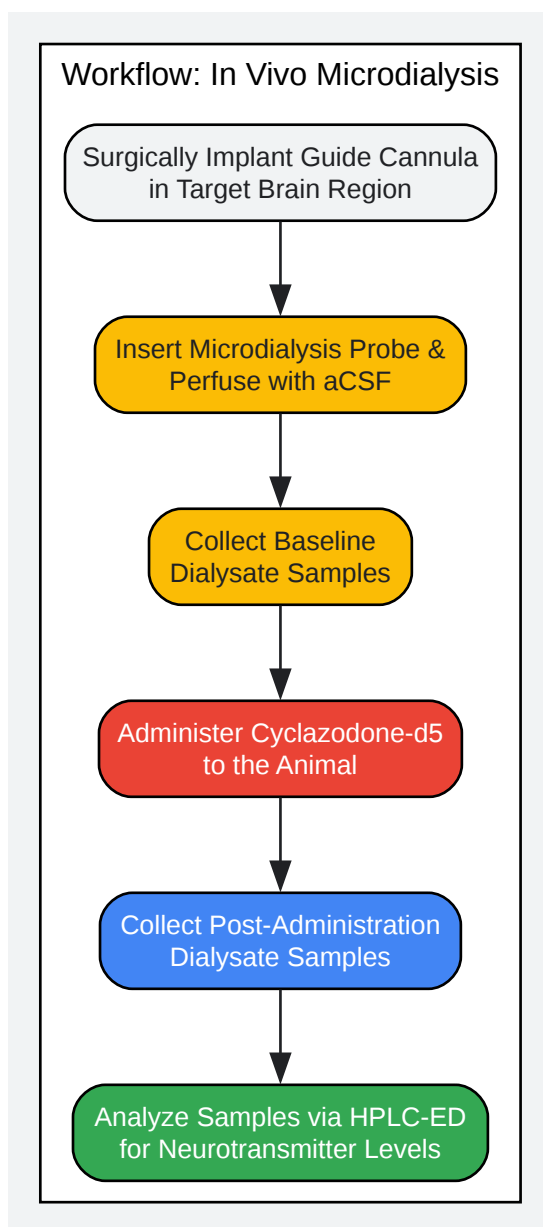 Workflow: In Vivo Microdialysis
Surgically Implant Guide Cannula
in Target Brain Region
Insert Microdialysis Probe &
Perfuse with aCSF
Collect Baseline
Dialysate Samples
Administer Cyclazodone-d5
to the Animal
Collect Post-Administration
Dialysate Samples
Analyze Samples via HPLC-ED
for Neurotransmitter Levels